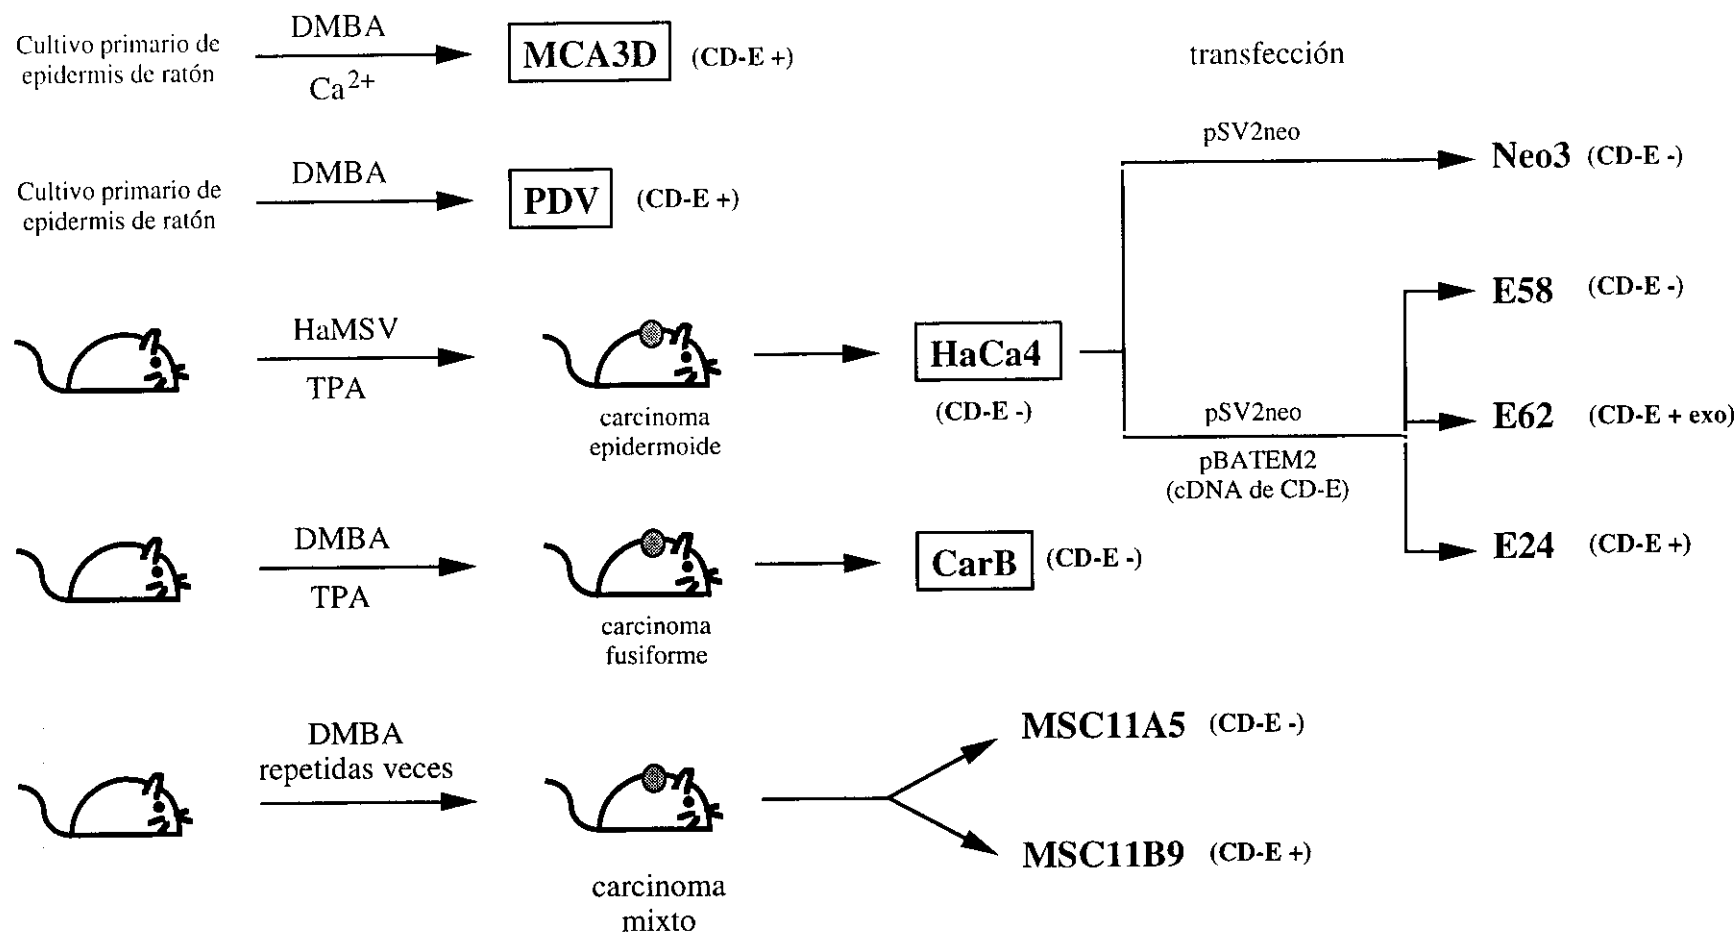 Cultivo primario de
epidermis de ratón
DMBA
Ca2+
MCA3D (CD-E +)
transfección
Cultivo primario de
epidermis de ratón
DMBA
PDV (CD-E +)
pSV2neo
Neo3 (CD-E -)
HaMSV
TPA
carcinoma
epidermoide
HaCa4
(CD-E -)
pSV2neo
pBATEM2
(cDNA de CD-E)
E58 (CD-E -)
E62 (CD-E + exo)
E24 (CD-E +)
DMBA
TPA
carcinoma
fusiforme
CarB (CD-E -)
DMBA
repetidas veces
carcinoma
mixto
MSC11A5 (CD-E -)
MSC11B9 (CD-E +)